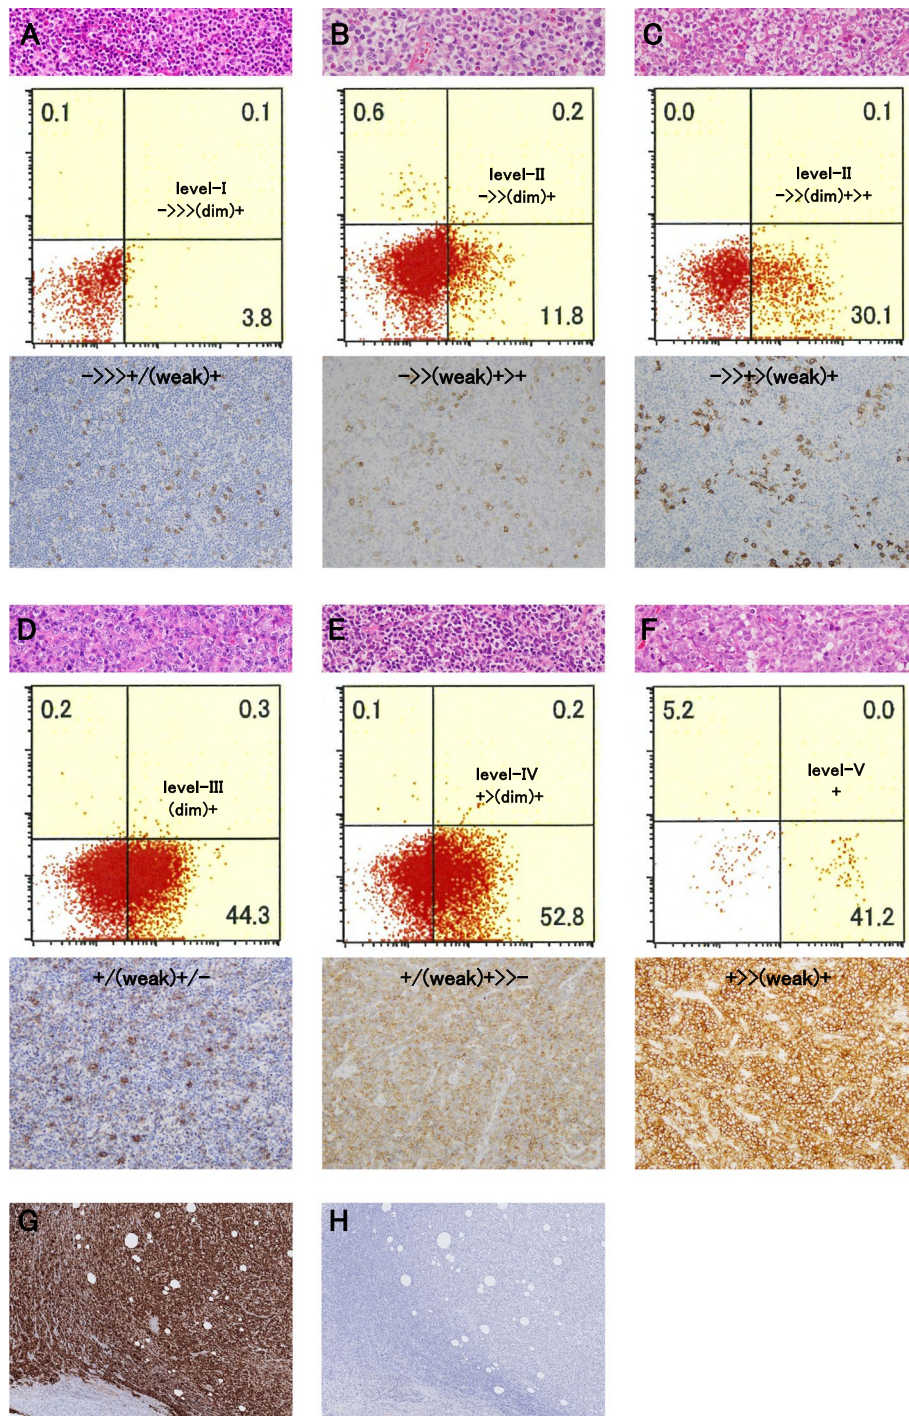 A
B
C
0.1
0.1
level-I
->>>(dim)+
3.8
0.6
0.2
level-II
->>(dim)+
11.8
0.0
0.1
level-II
->>(dim)+>+
30.1
->>>+/(weak)+
->>(weak)+>+
->>+>(weak)+
D
E
F
0.2
0.3
level-III
(dim)+
44.3
0.1
0.2
level-IV
+>(dim)+
52.8
5.2
0.0
level-V
+
41.2
+/(weak)+/-
+/(weak)+>>-
+>>(weak)+
G
H